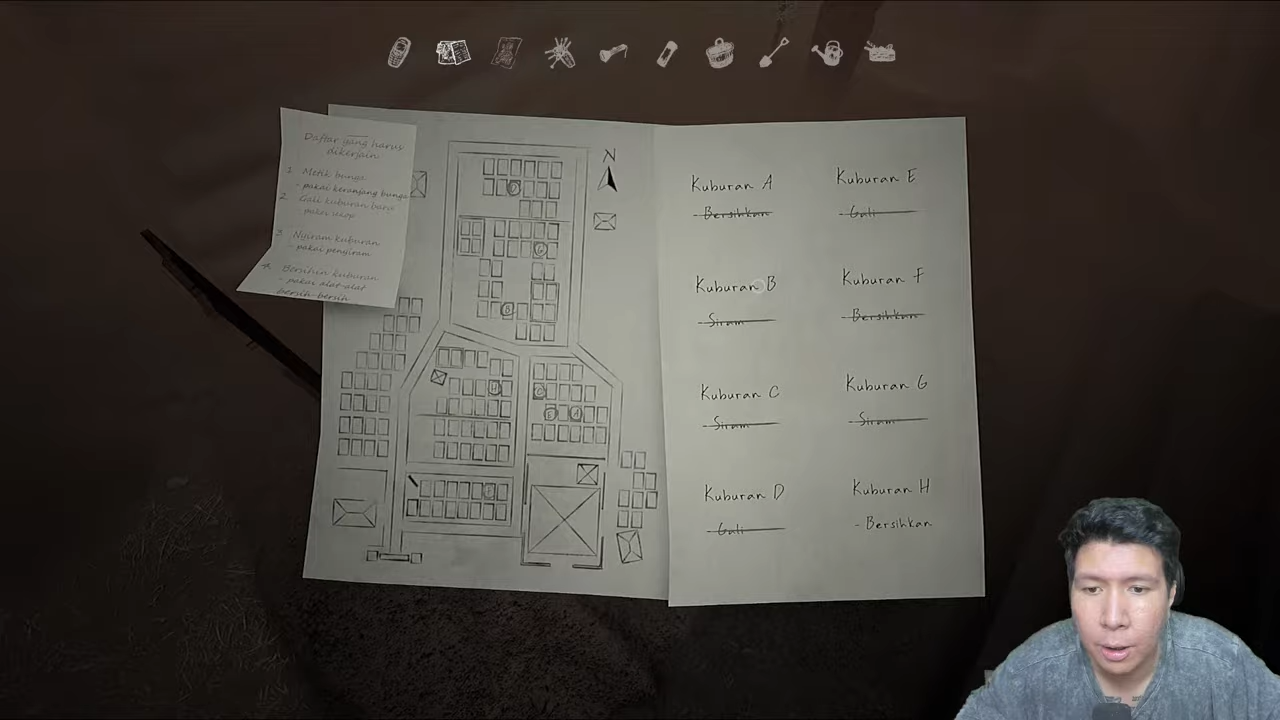 Daftar yang harus
dikerjain
1. Metik bunga
- pakai keranjang bunga
2. Gali kuburan baru
pakai skop
3. Nyiram kuburan
- pakai penyiram
4. Bersihin kuburan
- pakai alat-alat
bersih-bersih
N
Kuburan A
- Bersihkan
Kuburan B
- Siram
Kuburan C
- Siram
Kuburan D
- Gali
Kuburan E
- Gali
Kuburan F
- Bersihkan
Kuburan G
- Siram
Kuburan H
- Bersihkan